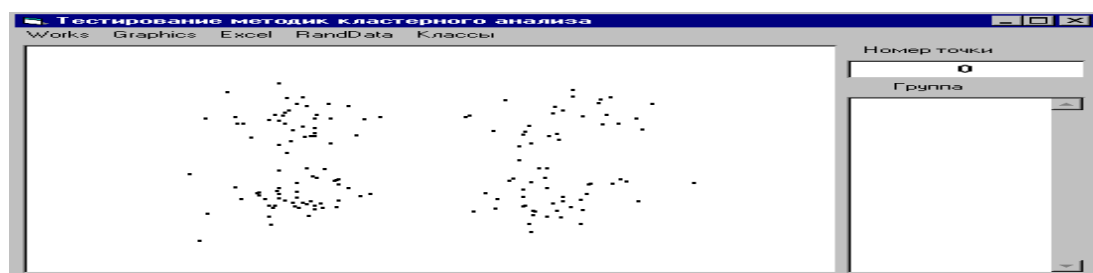 Тестирование методик кластерного анализа
Works Graphics Excel RandData Классы
Номер точки
0
Группа